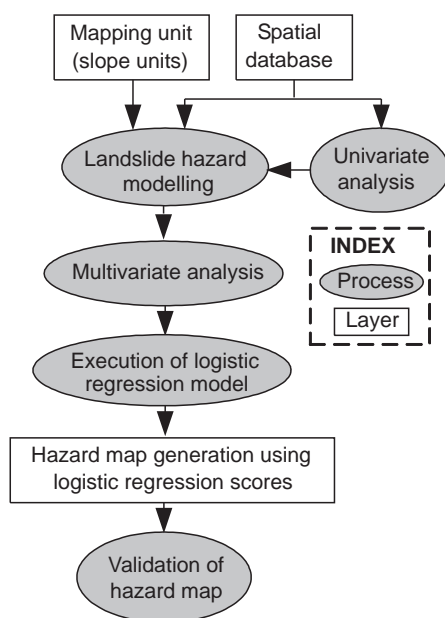 Mapping unit
(slope units)
Spatial
database
Landslide hazard
modelling
Univariate
analysis
INDEX
Process
Layer
Multivariate analysis
Execution of logistic
regression model
Hazard map generation using
logistic regression scores
Validation of
hazard map